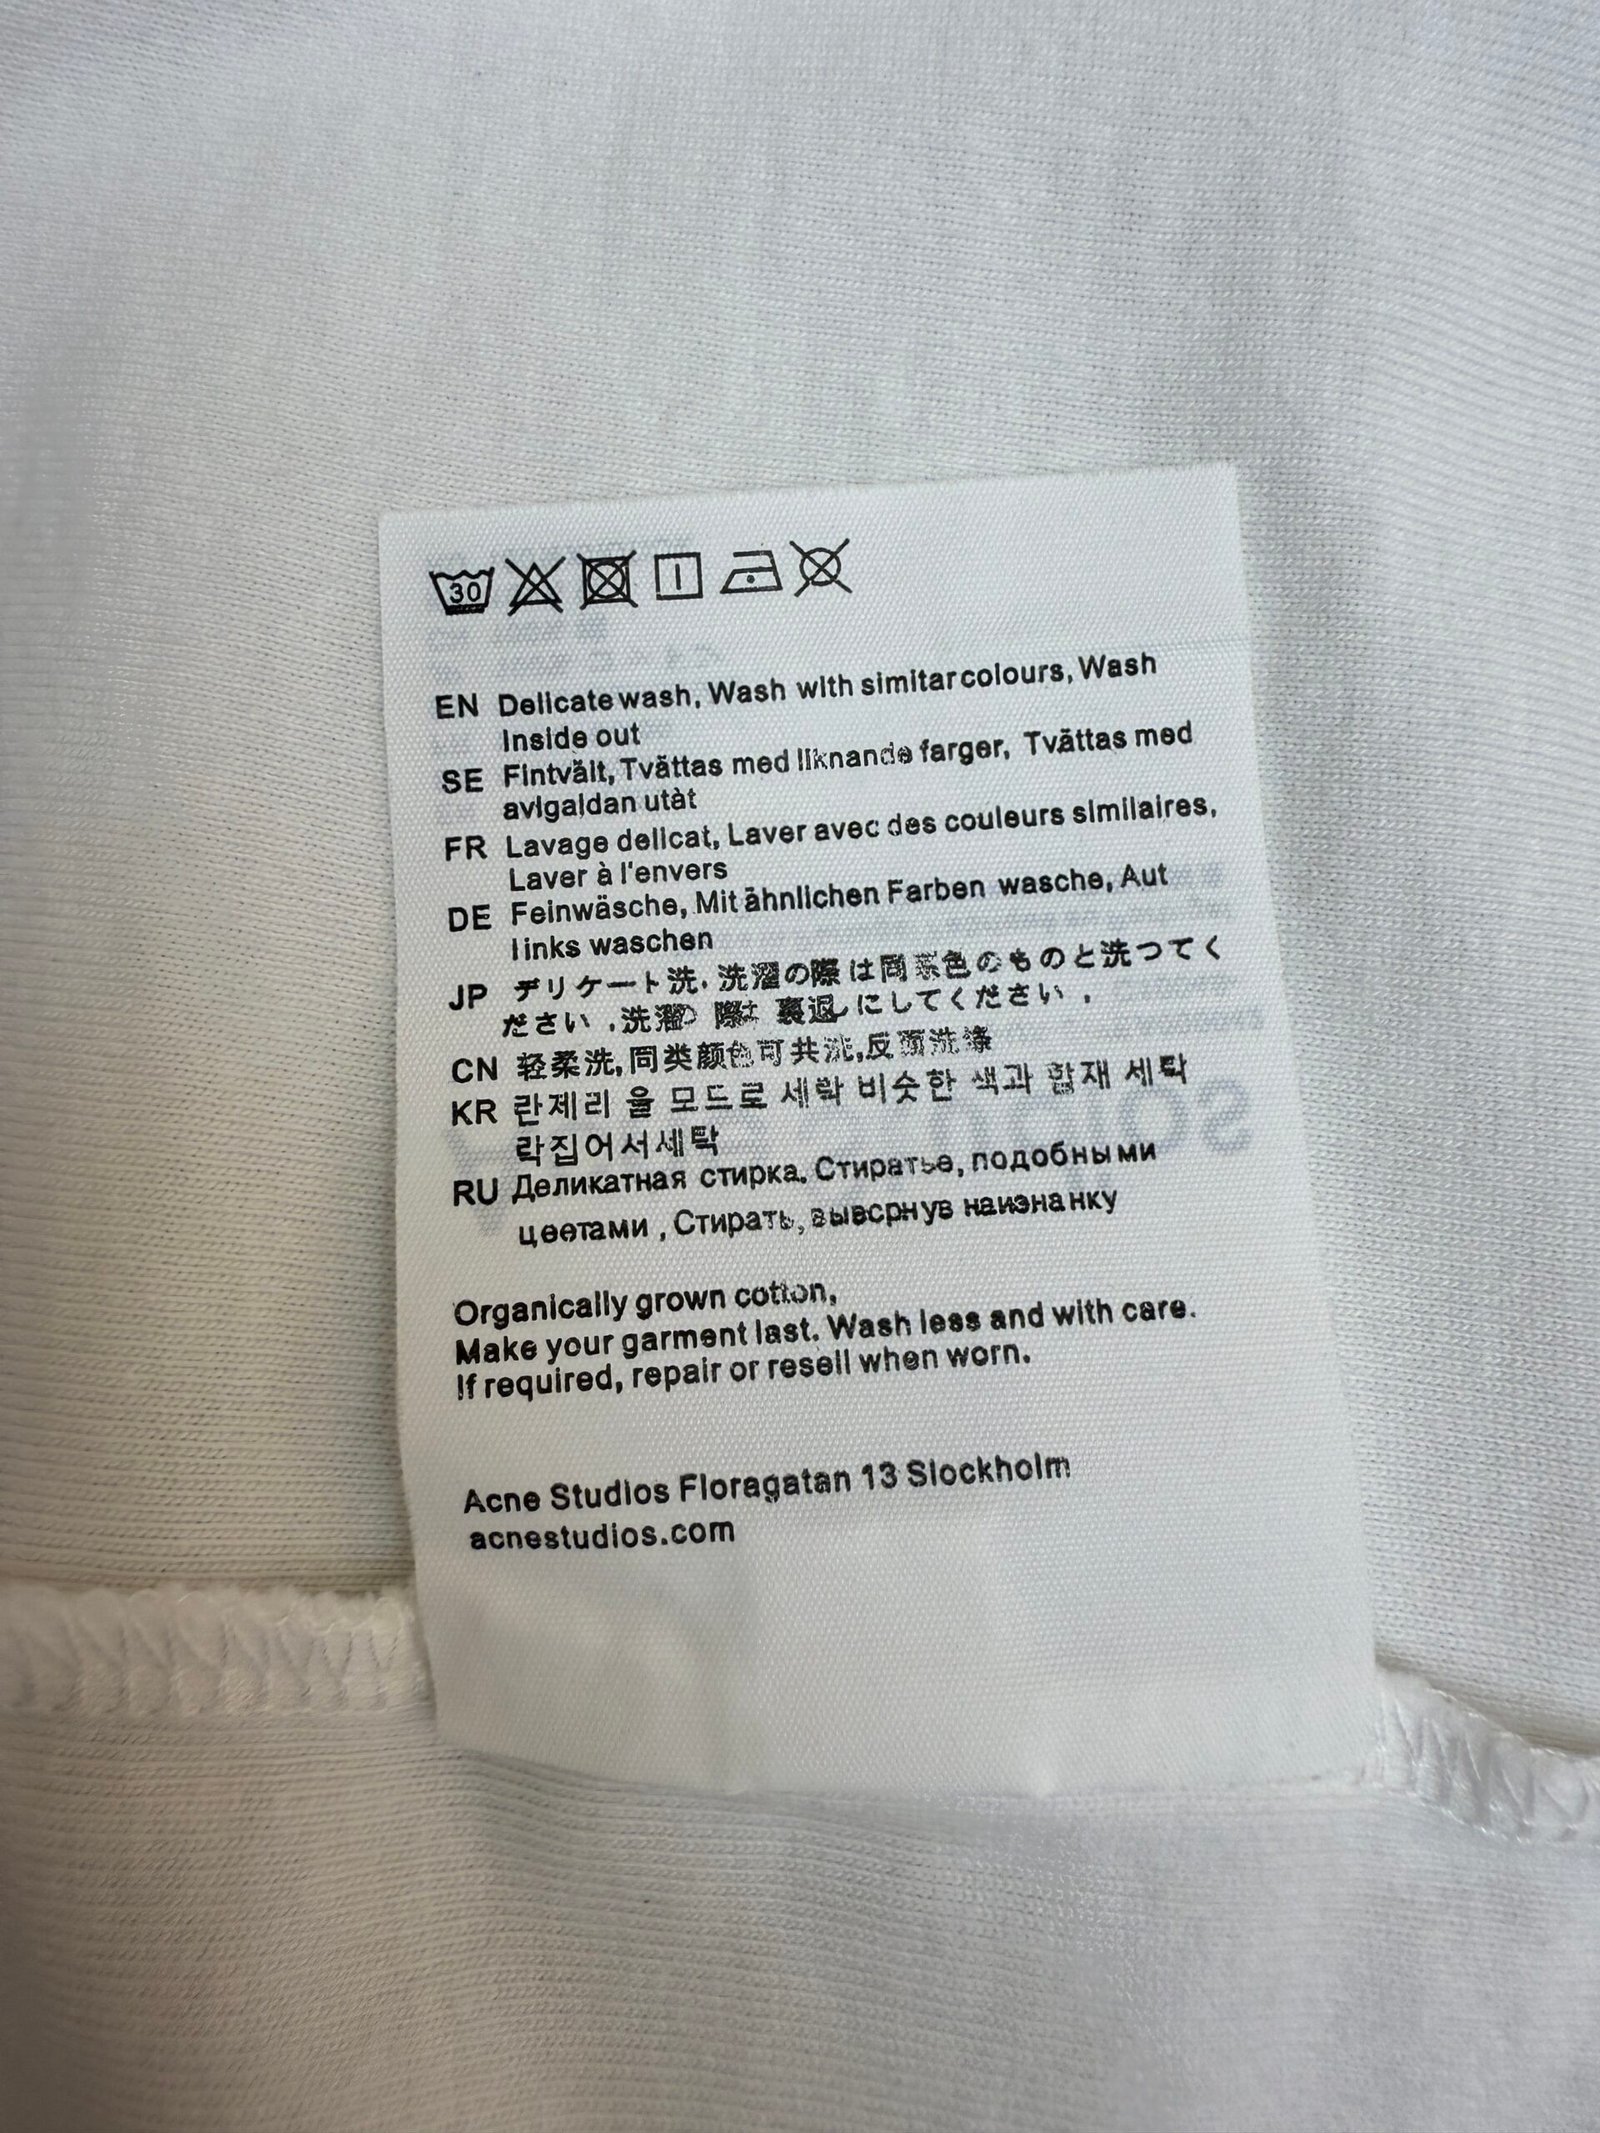 30
EN Delicate wash, Wash with simitar colours, Wash
Inside out
SE Fintvält, Tvättas med liknande farger, Tvättas med
avigaldan utàt
FR Lavage delicat, Laver avec des couleurs similaires,
Laver à l'envers
DE Feinwäsche, Mit ähnlichen Farben wasche, Aut
links waschen
JP デリケート洗. 洗濯の際は同系色のものと洗つてく
ださい . 洗濯の 際は 裏返しにしてください .
CN 轻柔洗, 同类颜色可共洗, 反面洗涤
KR 란제리 울 모드로 세탁 비슷한 색과 함재 세탁
락집어서세탁
RU Деликатная стирка. Стирать, подобными
цеетами , Стирать, вывернув наизнанку
Organically grown cotton,
Make your garment last. Wash less and with care.
If required, repair or resell when worn.
Acne Studios Floragatan 13 Slockholm
acnestudios.com